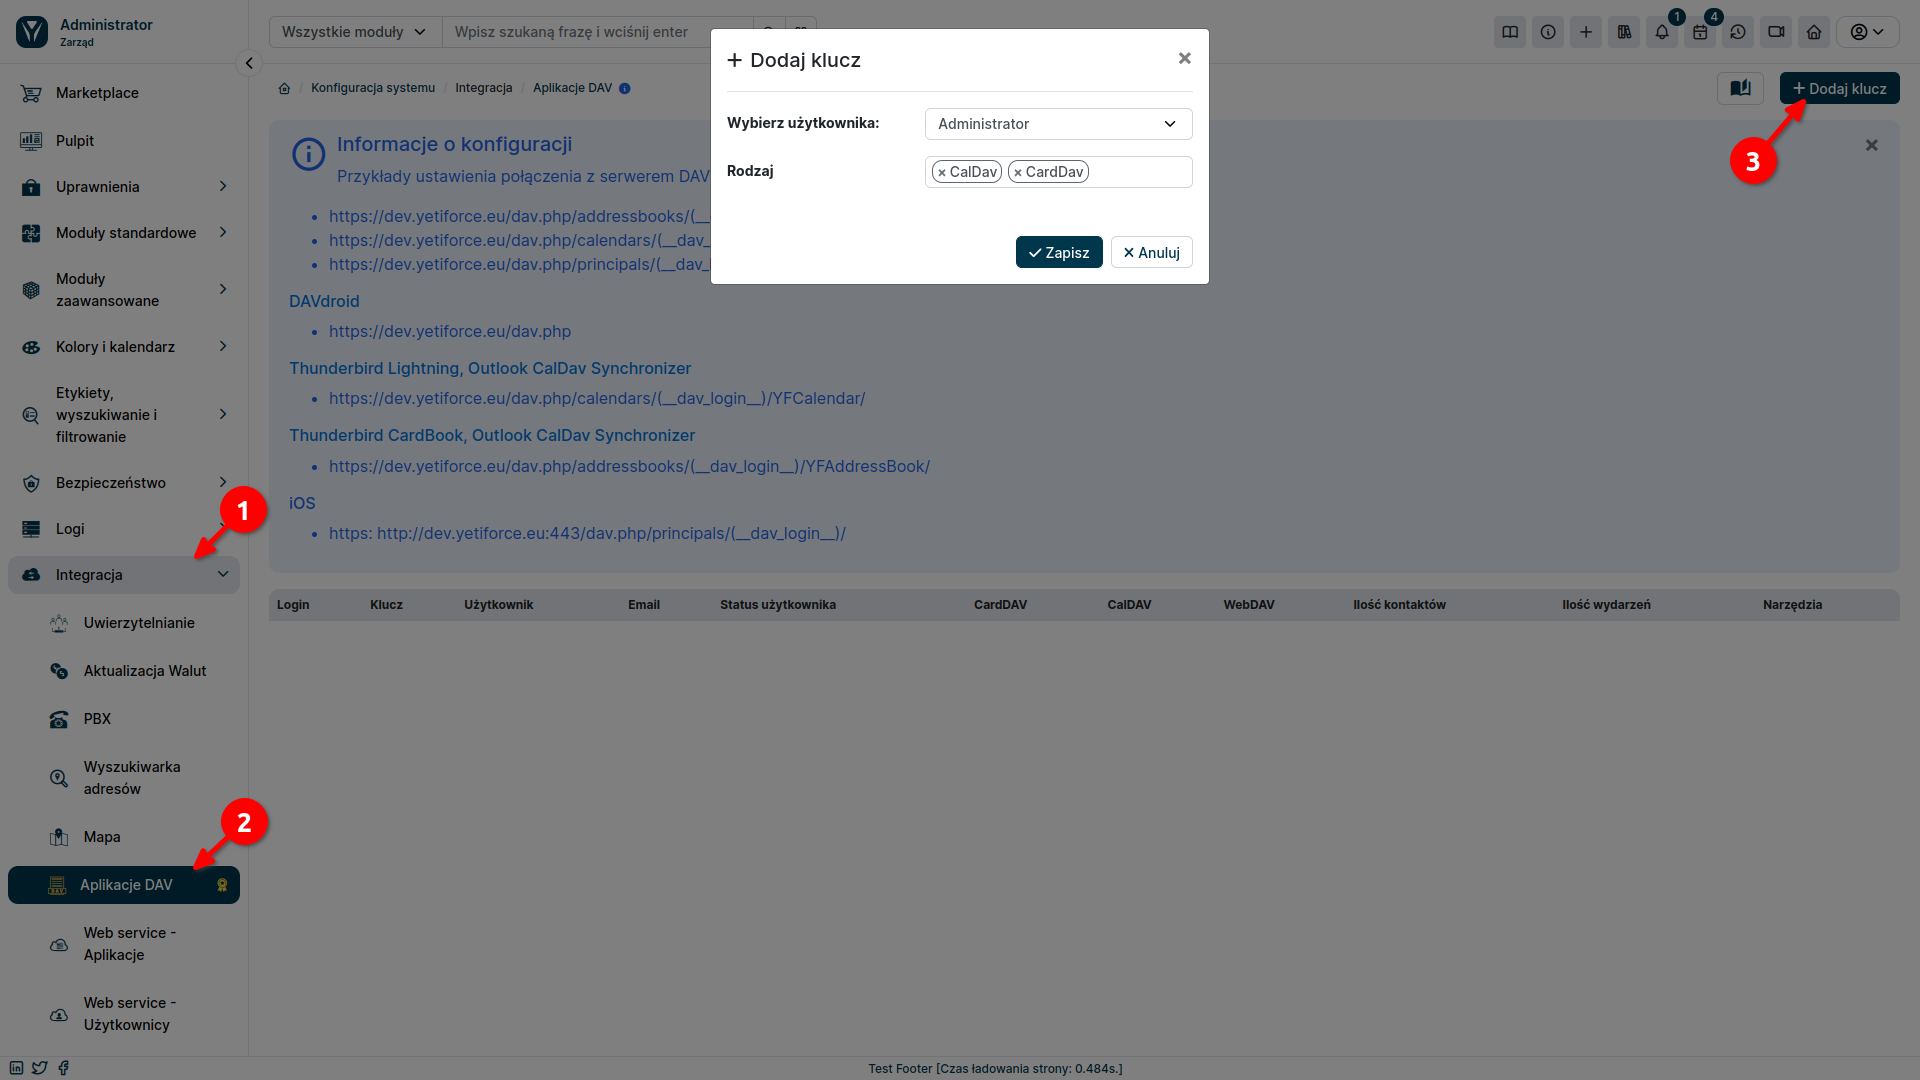 Administrator
Zarząd
Wszystkie moduły
Wpisz szukaną frazę i wciśnij enter
1
4
Marketplace
Pulpit
Uprawnienia
Moduły standardowe
Moduły
zaawansowane
Kolory i kalendarz
Etykiety,
wyszukiwanie i
filtrowanie
Bezpieczeństwo
Logi
Integracja
Uwierzytelnianie
Aktualizacja Walut
PBX
Wyszukiwarka
adresów
Mapa
Aplikacje DAV
Web service -
Aplikacje
Web service -
Użytkownicy
1
2
3
/ Konfiguracja systemu / Integracja / Aplikacje DAV
+ Dodaj klucz
Informacje o konfiguracji
Przykłady ustawienia połączenia z serwerem DAV
https://dev.yetiforce.eu/dav.php/addressbooks/(__
https://dev.yetiforce.eu/dav.php/calendars/(__dav_
https://dev.yetiforce.eu/dav.php/principals/(__dav_
DAVdroid
https://dev.yetiforce.eu/dav.php
Thunderbird Lightning, Outlook CalDav Synchronizer
https://dev.yetiforce.eu/dav.php/calendars/(__dav_login__)/YFCalendar/
Thunderbird CardBook, Outlook CalDav Synchronizer
https://dev.yetiforce.eu/dav.php/addressbooks/(__dav_login__)/YFAddressBook/
iOS
https: http://dev.yetiforce.eu:443/dav.php/principals/(__dav_login__)/
Login Klucz Użytkownik Email Status użytkownika CardDAV CalDAV WebDAV Ilość kontaktów Ilość wydarzeń Narzędzia
+ Dodaj klucz
×
Wybierz użytkownika: Administrator
Rodzaj × CalDav × CardDav
Zapisz Anuluj
Test Footer [Czas ładowania strony: 0.484s.]